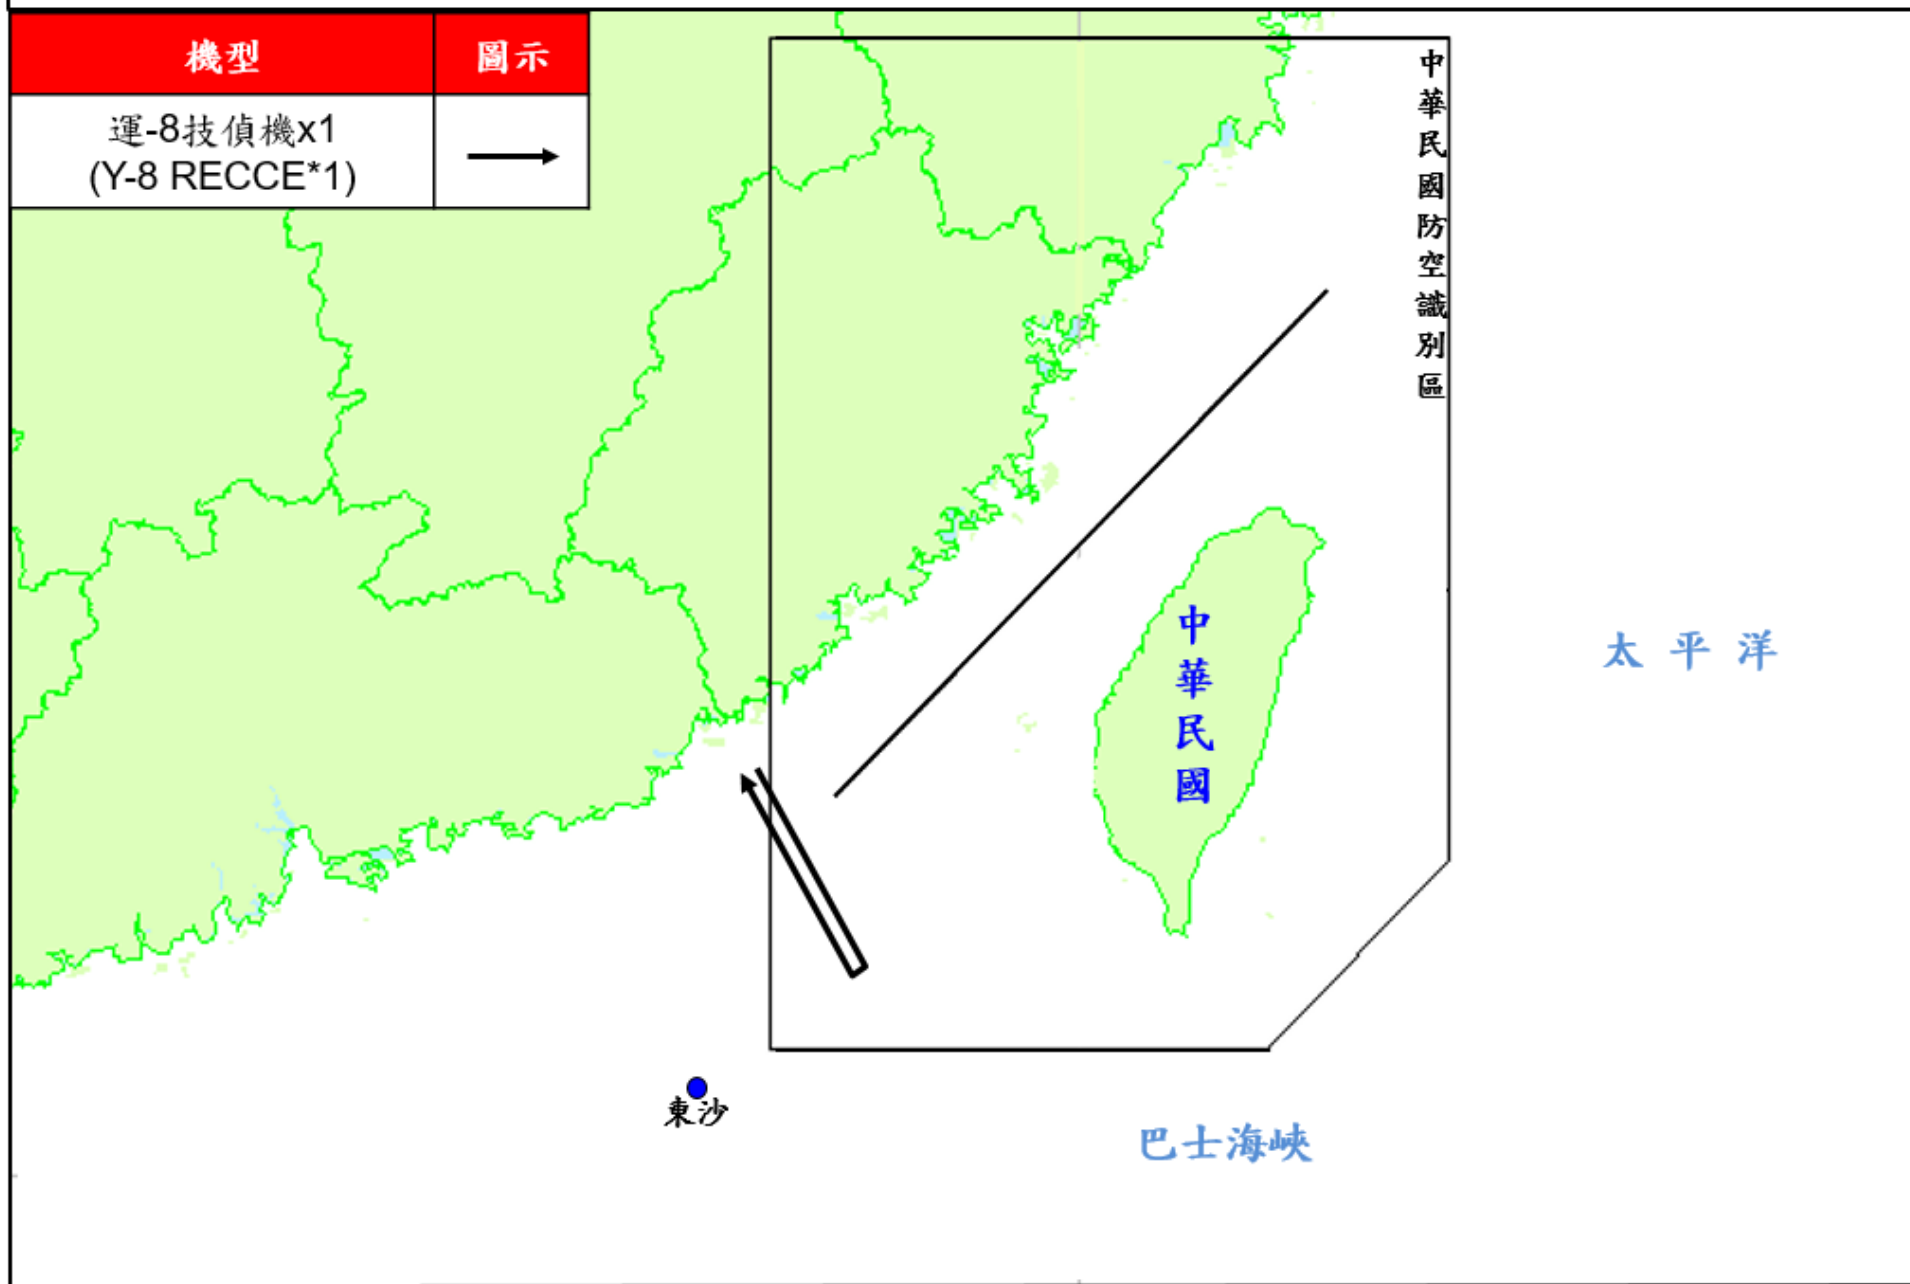 機型
圖示
運-8技偵機x1
(Y-8 RECCE*1)
中華民國防空識別區
中華民國
太平洋
東沙
巴士海峽